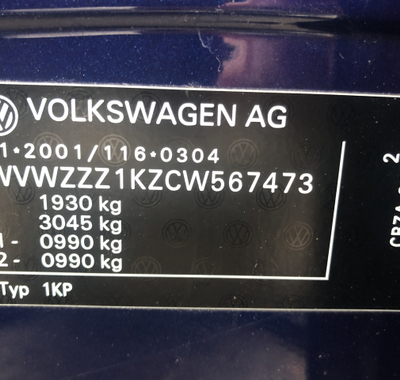 VOLKSWAGEN AG
1*2001/116*0304
WVWZZZ1KZCW567473
1930 kg
3045 kg
1- 0990 kg
2- 0990 kg
Typ 1KP
2